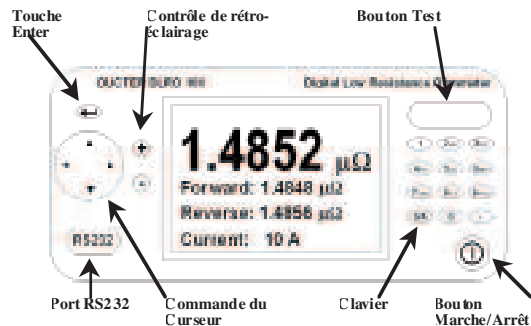 Touche
Enter
Contrôle de rétro-
éclairage
Bouton Test
Digital Low Resistance Ohmmeter
1.4852 µΩ
Forward: 1.4848 µΩ
Reverse: 1.4856 µΩ
Current: 10 A
RS232
Port RS232
Commande du
Curseur
Clavier
Bouton
Marche/Arrêt